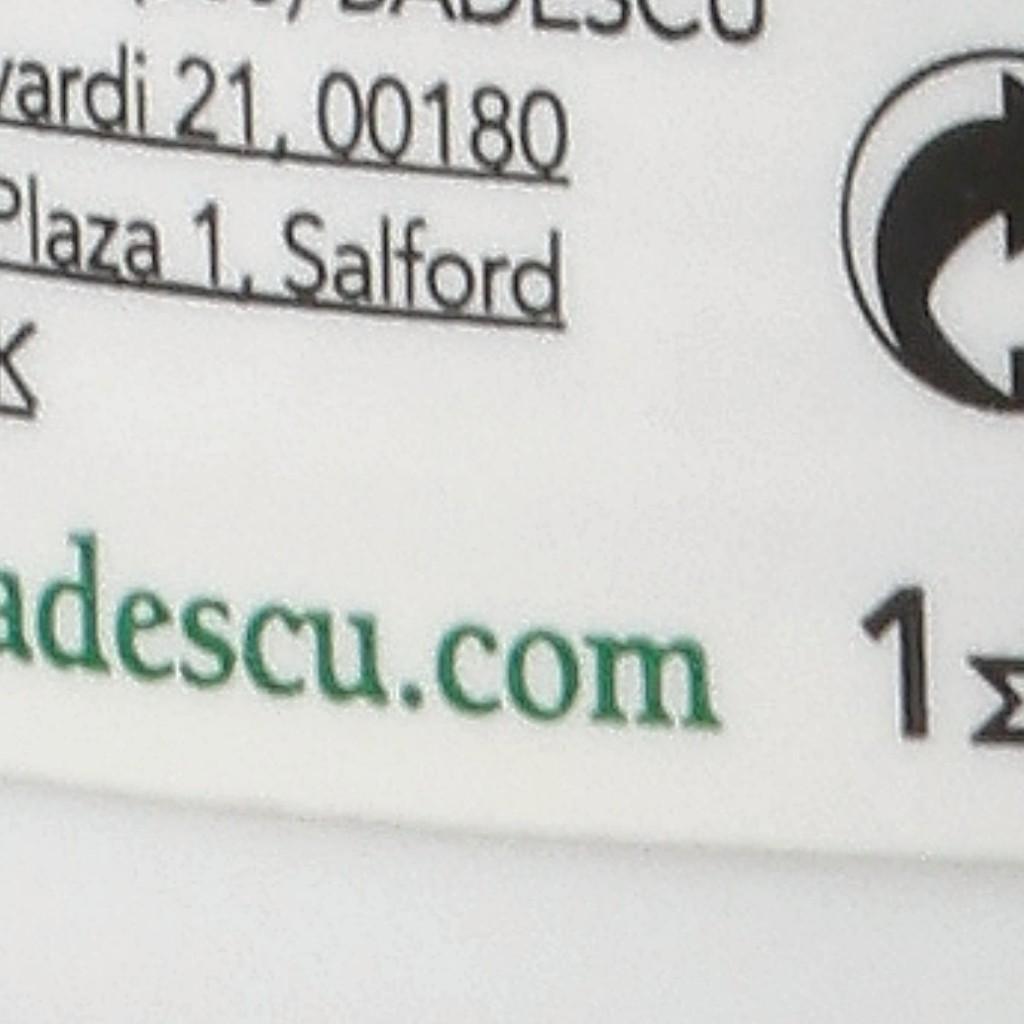 BADESCU
vardi 21, 00180
Plaza 1, Salford
K
adescu.com
1